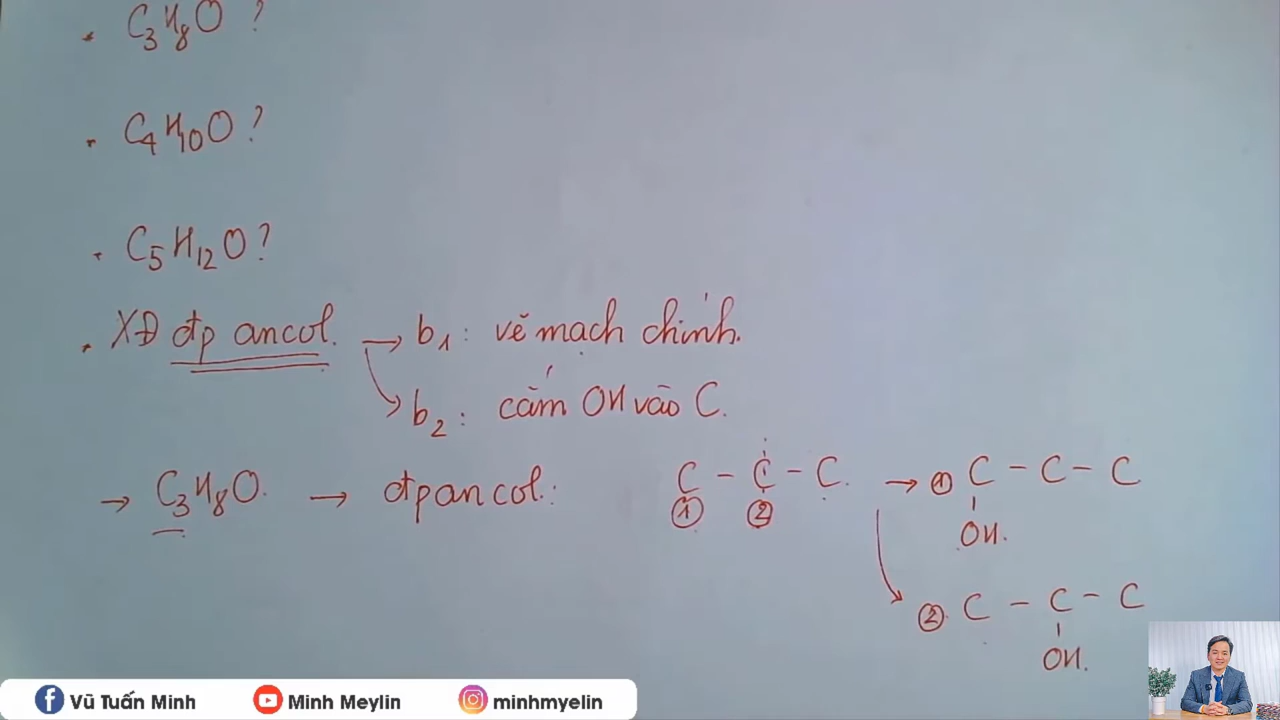 C₃H₈O ?
C₄H₁₀O ?
C₅H₁₂O ?
XĐ đp ancol. → b₁ : vẽ mạch chính.
b₂ : cắm OH vào C.
→ C₃H₈O. → đp ancol : C - C - C. → ① C - C - C
① ②
OH.
② C - C - C
OH.
Vũ Tuấn Minh Minh Meylin minhmyelin